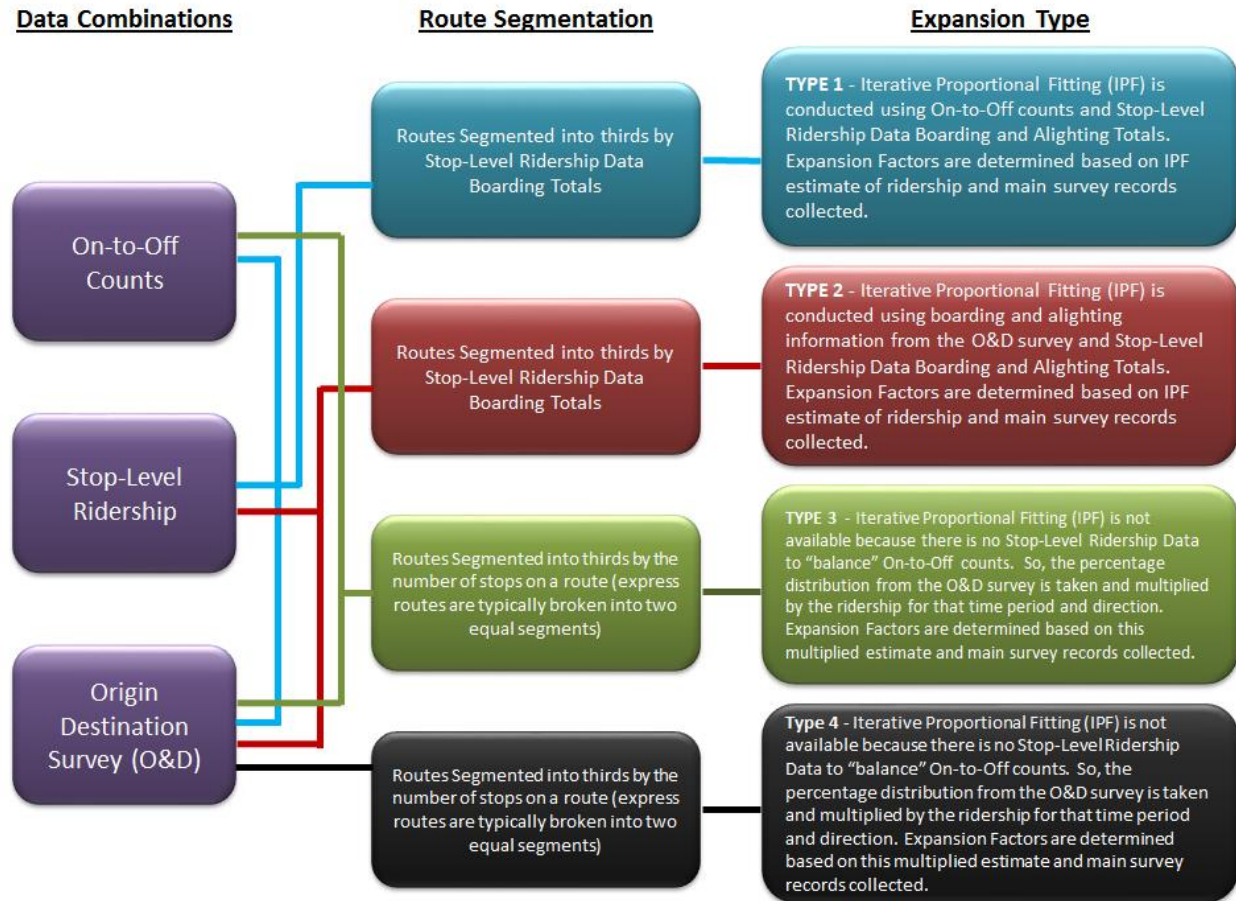 Data Combinations
Route Segmentation
Expansion Type
On-to-Off
Counts
Stop-Level
Ridership
Origin
Destination
Survey (O&D)
Routes Segmented into thirds by
Stop-Level Ridership Data
Boarding Totals
Routes Segmented into thirds by
Stop-Level Ridership Data
Boarding Totals
Routes Segmented into thirds by the
number of stops on a route (express
routes are typically broken into two
equal segments)
Routes Segmented into thirds by the
number of stops on a route (express
routes are typically broken into two
equal segments)
TYPE 1 - Iterative Proportional Fitting (IPF) is
conducted using On-to-Off counts and Stop-Level
Ridership Data Boarding and Alighting Totals.
Expansion Factors are determined based on IPF
estimate of ridership and main survey records
collected.
TYPE 2 - Iterative Proportional Fitting (IPF) is
conducted using boarding and alighting
information from the O&D survey and Stop-Level
Ridership Data Boarding and Alighting Totals.
Expansion Factors are determined based on IPF
estimate of ridership and main survey records
collected.
TYPE 3 - Iterative Proportional Fitting (IPF) is not
available because there is no Stop-Level Ridership Data
to “balance” On-to-Off counts. So, the percentage
distribution from the O&D survey is taken and multiplied
by the ridership for that time period and direction.
Expansion Factors are determined based on this
multiplied estimate and main survey records collected.
Type 4 - Iterative Proportional Fitting (IPF) is not
available because there is no Stop-Level Ridership
Data to “balance” On-to-Off counts. So, the
percentage distribution from the O&D survey is taken
and multiplied by the ridership for that time period
and direction. Expansion Factors are determined
based on this multiplied estimate and main survey
records collected.